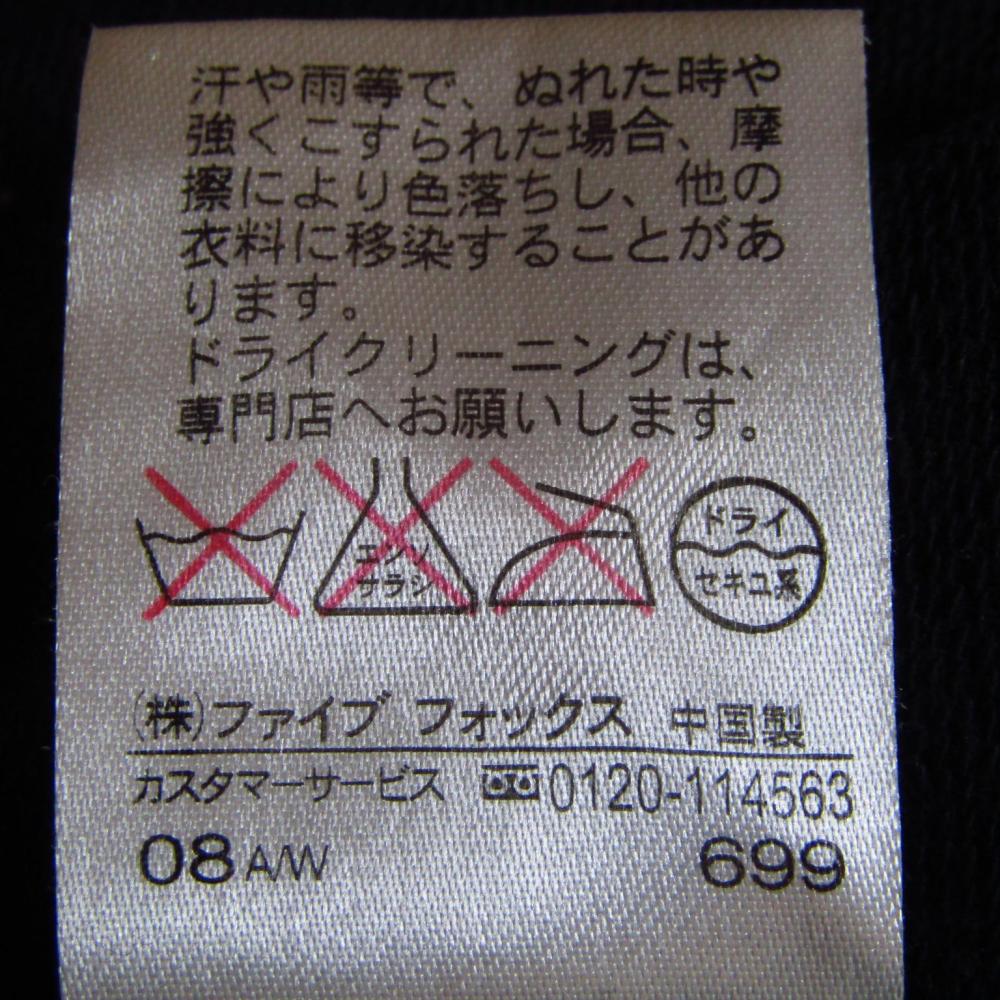 汗や雨等で、ぬれた時や
強くこすられた場合、摩
擦により色落ちし、他の
衣料に移染することがあ
ります。
ドライクリーニングは、
専門店へお願いします。
エンソ
サラシ
ドライ
セキユ系
(株)ファイブ フォックス 中国製
カスタマーサービス 0120-114563
08 A/W 699